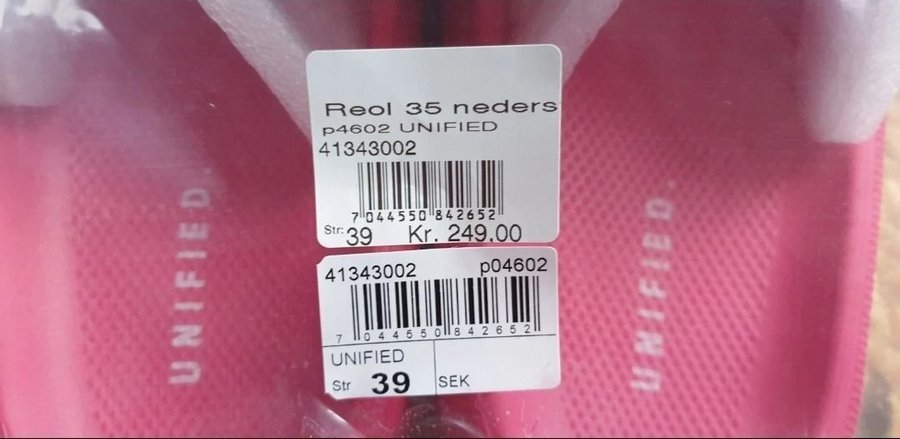 Reol 35 neders
p4602 UNIFIED
41343002
7 044550 842652
Str: 39 Kr. 249.00
41343002 p04602
7 044550 842652
UNIFIED
Str 39 SEK
UNIFIED.
UNIFIED.